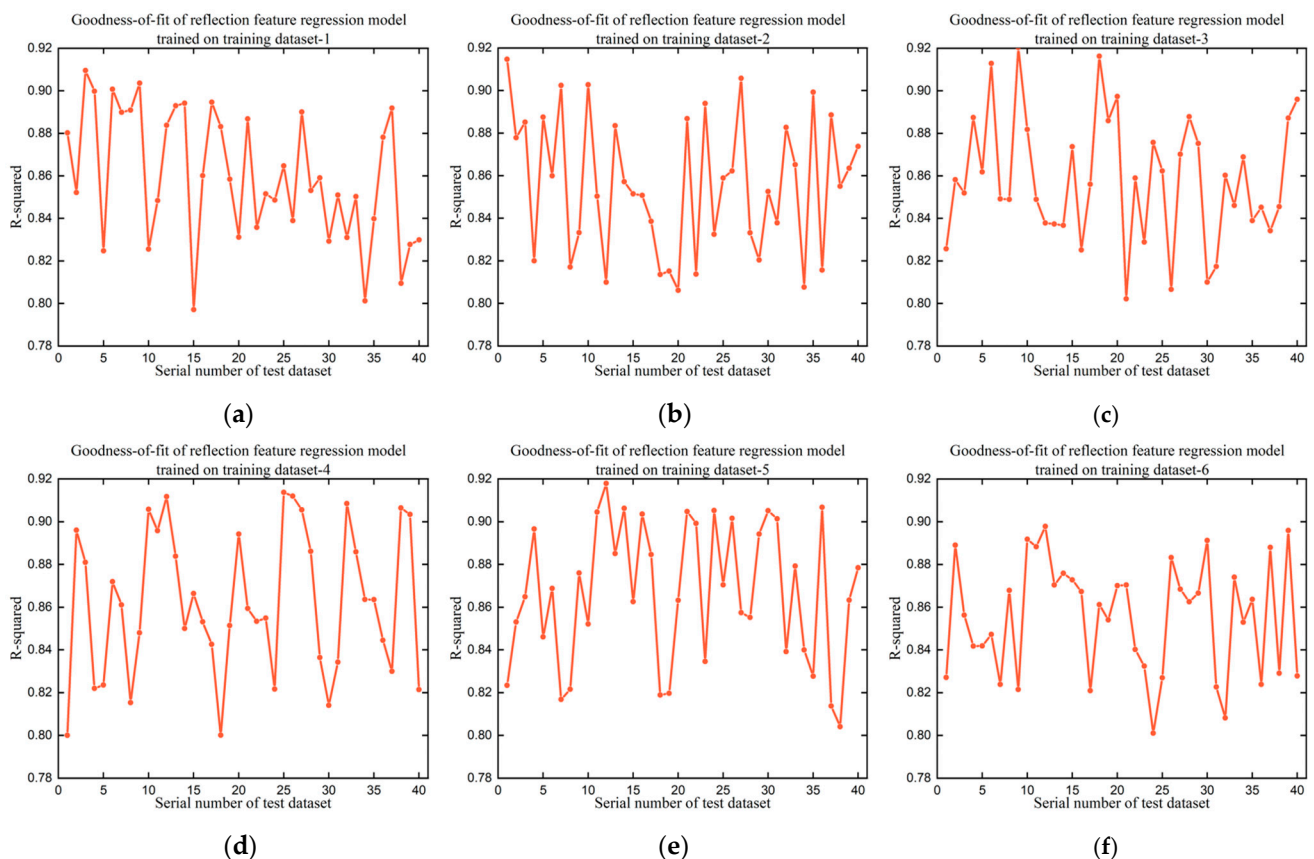 Goodness-of-fit of reflection feature regression model
trained on training dataset-1
0.92
0.90
0.88
0.86
0.84
0.82
0.80
0.78
R-squared
0 5 10 15 20 25 30 35 40
Serial number of test dataset
(a)
Goodness-of-fit of reflection feature regression model
trained on training dataset-2
0.92
0.90
0.88
0.86
0.84
0.82
0.80
0.78
R-squared
0 5 10 15 20 25 30 35 40
Serial number of test dataset
(b)
Goodness-of-fit of reflection feature regression model
trained on training dataset-3
0.92
0.90
0.88
0.86
0.84
0.82
0.80
0.78
R-squared
0 5 10 15 20 25 30 35 40
Serial number of test dataset
(c)
Goodness-of-fit of reflection feature regression model
trained on training dataset-4
0.92
0.90
0.88
0.86
0.84
0.82
0.80
0.78
R-squared
0 5 10 15 20 25 30 35 40
Serial number of test dataset
(d)
Goodness-of-fit of reflection feature regression model
trained on training dataset-5
0.92
0.90
0.88
0.86
0.84
0.82
0.80
0.78
R-squared
0 5 10 15 20 25 30 35 40
Serial number of test dataset
(e)
Goodness-of-fit of reflection feature regression model
trained on training dataset-6
0.92
0.90
0.88
0.86
0.84
0.82
0.80
0.78
R-squared
0 5 10 15 20 25 30 35 40
Serial number of test dataset
(f)